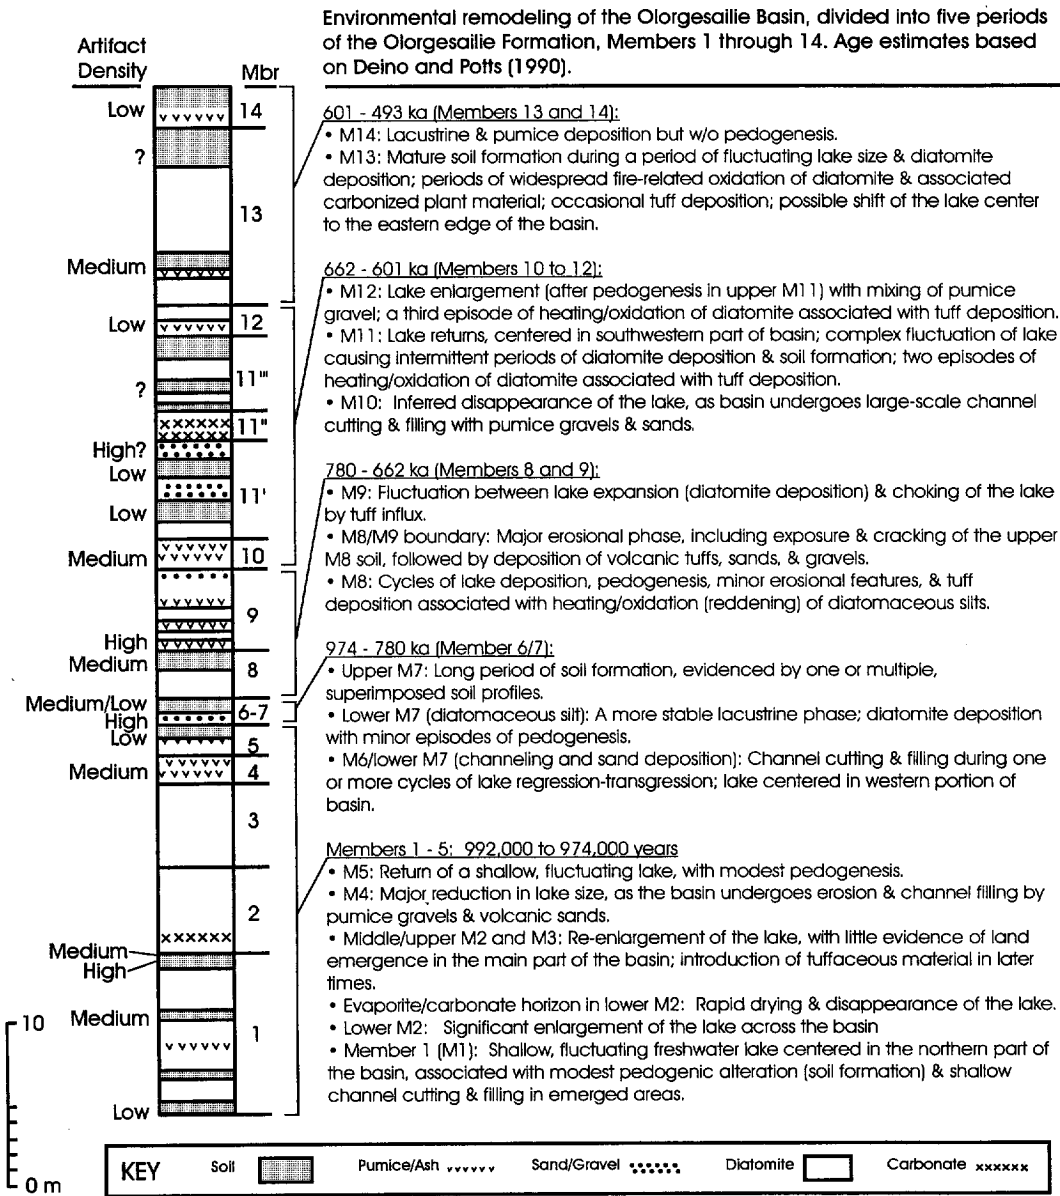 Environmental remodeling of the Olorgesailie Basin, divided into five periods
of the Olorgesailie Formation, Members 1 through 14. Age estimates based
on Deino and Potts (1990).
Artifact
Density
Mbr
Low
14
?
13
Medium
Low
12
11'''
?
11"
High?
Low
11'
Low
Medium
10
9
High
Medium
8
Medium/Low
6-7
High
Low
5
Medium
4
3
2
Medium
High
Medium
1
Low
10
0 m
601 - 493 ka (Members 13 and 14):
• M14: Lacustrine & pumice deposition but w/o pedogenesis.
• M13: Mature soil formation during a period of fluctuating lake size & diatomite
deposition; periods of widespread fire-related oxidation of diatomite & associated
carbonized plant material; occasional tuff deposition; possible shift of the lake center
to the eastern edge of the basin.
662 - 601 ka (Members 10 to 12):
• M12: Lake enlargement (after pedogenesis in upper M11) with mixing of pumice
gravel; a third episode of heating/oxidation of diatomite associated with tuff deposition.
• M11: Lake returns, centered in southwestern part of basin; complex fluctuation of lake
causing intermittent periods of diatomite deposition & soil formation; two episodes of
heating/oxidation of diatomite associated with tuff deposition.
• M10: Inferred disappearance of the lake, as basin undergoes large-scale channel
cutting & filling with pumice gravels & sands.
780 - 662 ka (Members 8 and 9):
• M9: Fluctuation between lake expansion (diatomite deposition) & choking of the lake
by tuff influx.
• M8/M9 boundary: Major erosional phase, including exposure & cracking of the upper
M8 soil, followed by deposition of volcanic tuffs, sands, & gravels.
• M8: Cycles of lake deposition, pedogenesis, minor erosional features, & tuff
deposition associated with heating/oxidation (reddening) of diatomaceous silts.
974 - 780 ka (Member 6/7):
• Upper M7: Long period of soil formation, evidenced by one or multiple,
superimposed soil profiles.
• Lower M7 (diatomaceous silt): A more stable lacustrine phase; diatomite deposition
with minor episodes of pedogenesis.
• M6/lower M7 (channeling and sand deposition): Channel cutting & filling during one
or more cycles of lake regression-transgression; lake centered in western portion of
basin.
Members 1 - 5: 992,000 to 974,000 years
• M5: Return of a shallow, fluctuating lake, with modest pedogenesis.
• M4: Major reduction in lake size, as the basin undergoes erosion & channel filling by
pumice gravels & volcanic sands.
• Middle/upper M2 and M3: Re-enlargement of the lake, with little evidence of land
emergence in the main part of the basin; introduction of tuffaceous material in later
times.
• Evaporite/carbonate horizon in lower M2: Rapid drying & disappearance of the lake.
• Lower M2: Significant enlargement of the lake across the basin
• Member 1 (M1): Shallow, fluctuating freshwater lake centered in the northern part of
the basin, associated with modest pedogenic alteration (soil formation) & shallow
channel cutting & filling in emerged areas.
KEY Soil Pumice/Ash Sand/Gravel Diatomite Carbonate